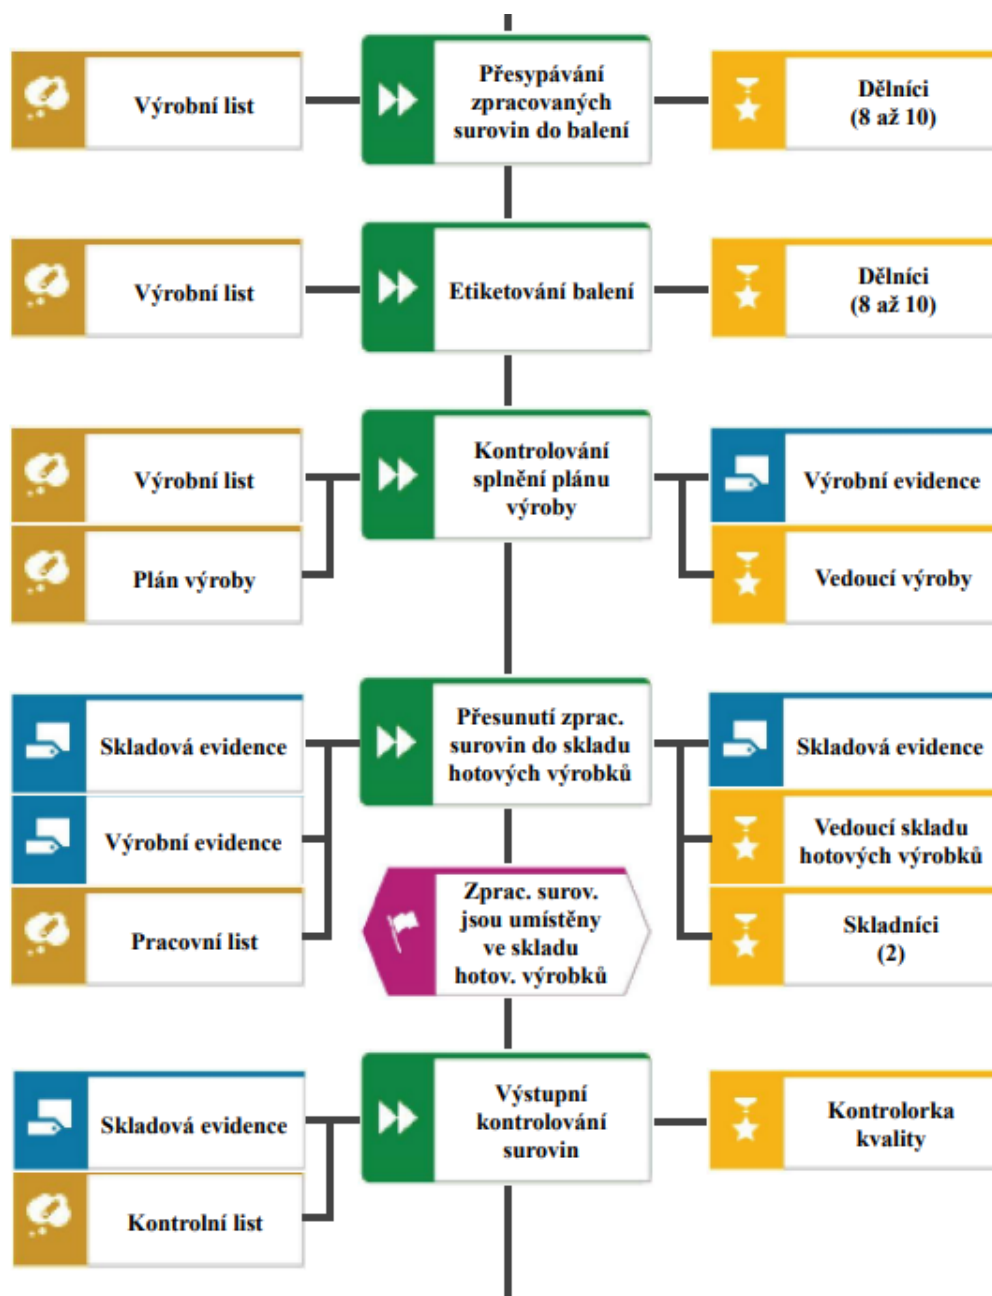 Výrobní list
Přesypávání
zpracovaných
surovin do balení
Dělníci
(8 až 10)
Výrobní list
Etiketování balení
Dělníci
(8 až 10)
Výrobní list
Plán výroby
Kontrolování
splnění plánu
výroby
Výrobní evidence
Vedoucí výroby
Skladová evidence
Výrobní evidence
Pracovní list
Přesunutí zprac.
surovin do skladu
hotových výrobků
Skladová evidence
Vedoucí skladu
hotových výrobků
Skladníci
(2)
Zprac. surov.
jsou umístěny
ve skladu
hotov. výrobků
Skladová evidence
Kontrolní list
Výstupní
kontrolování
surovin
Kontrolorka
kvality